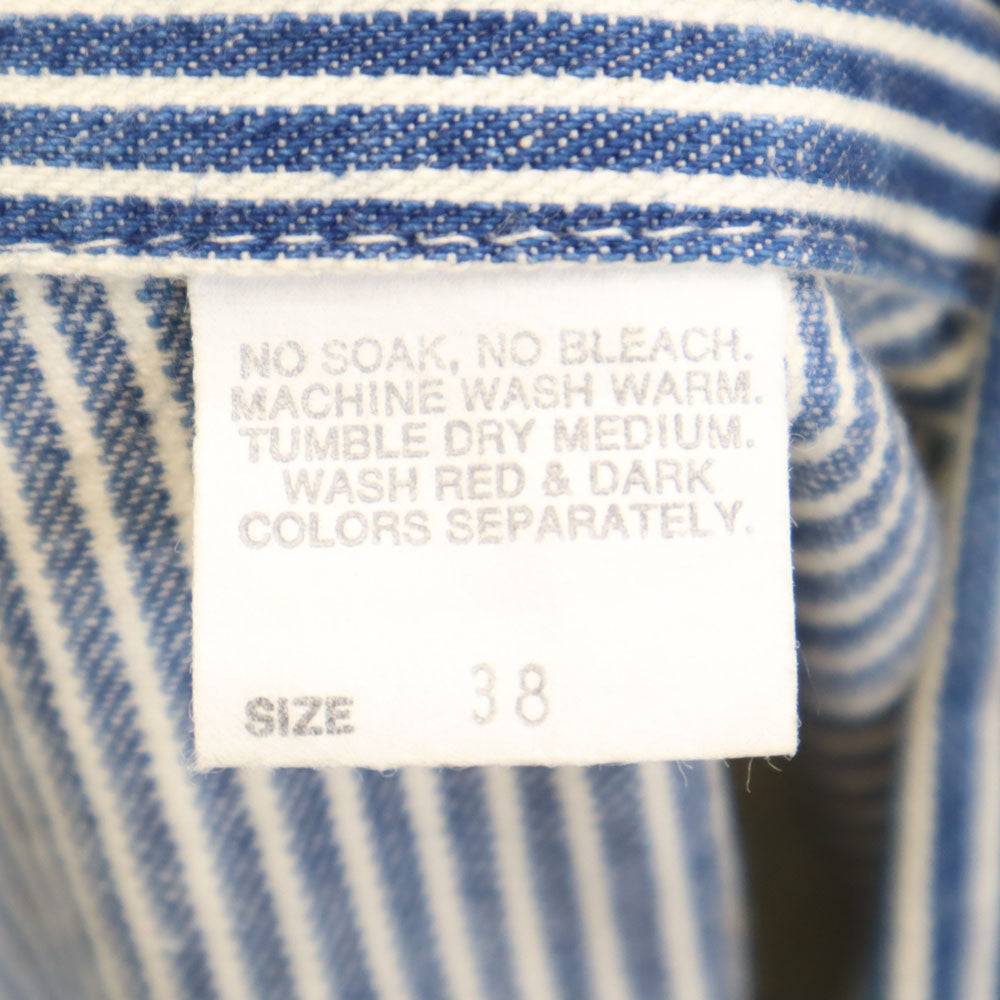 NO SOAK, NO BLEACH.
MACHINE WASH WARM.
TUMBLE DRY MEDIUM.
WASH RED & DARK
COLORS SEPARATELY.
SIZE 38